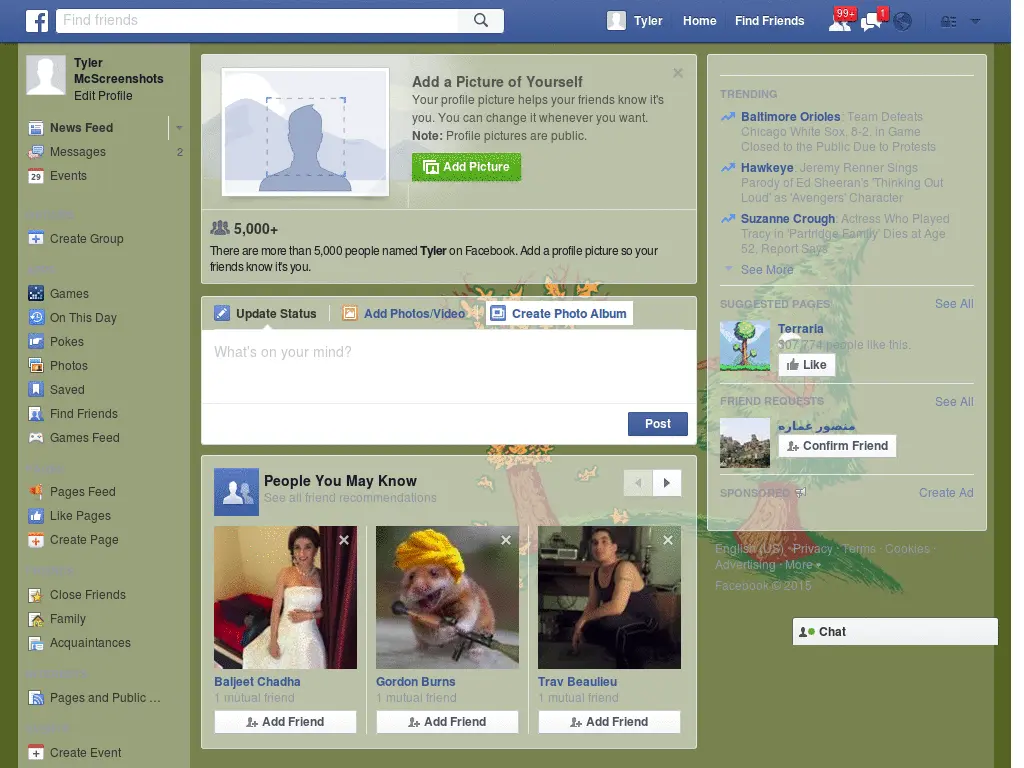 Find friends
Tyler
Home
Find Friends
99+
1
Tyler
McScreenshots
Edit Profile
News Feed
Messages
2
29
Events
Create Group
Games
On This Day
Pokes
Photos
Saved
Find Friends
Games Feed
Pages Feed
Like Pages
Create Page
Close Friends
Family
Acquaintances
Pages and Public ...
Create Event
Add a Picture of Yourself
Your profile picture helps your friends know it's
you. You can change it whenever you want.
Note: Profile pictures are public.
Add Picture
5,000+
There are more than 5,000 people named Tyler on Facebook. Add a profile picture so your
friends know it's you.
Update Status
Add Photos/Video
Create Photo Album
What's on your mind?
Post
People You May Know
See all friend recommendations
Baljeet Chadha
1 mutual friend
Add Friend
Gordon Burns
1 mutual friend
Add Friend
Trav Beaulieu
1 mutual friend
Add Friend
TRENDING
Baltimore Orioles: Team Defeats
Chicago White Sox, 8-2, in Game
Closed to the Public Due to Protests
Hawkeye: Jeremy Renner Sings
Parody of Ed Sheeran's 'Thinking Out
Loud' as 'Avengers' Character
Suzanne Crough: Actress Who Played
Tracy in 'Partridge Family' Dies at Age
52, Report Says
See More
SUGGESTED PAGES
See All
Terraria
307,774 people like this.
Like
FRIEND REQUESTS
See All
منصور عماره
Confirm Friend
SPONSORED
Create Ad
English (US) · Privacy · Terms · Cookies ·
Advertising · More
Facebook © 2015
Chat